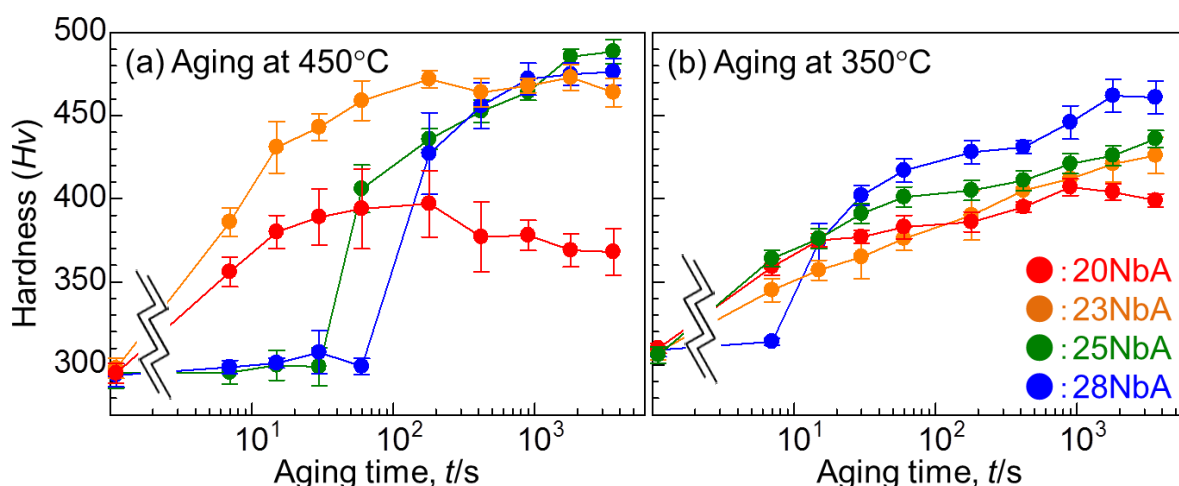 (a) Aging at 450°C
(b) Aging at 350°C
Hardness (Hv)
500
450
400
350
300
: 20NbA
: 23NbA
: 25NbA
: 28NbA
10¹ 10² 10³
10¹ 10² 10³
Aging time, t/s
Aging time, t/s